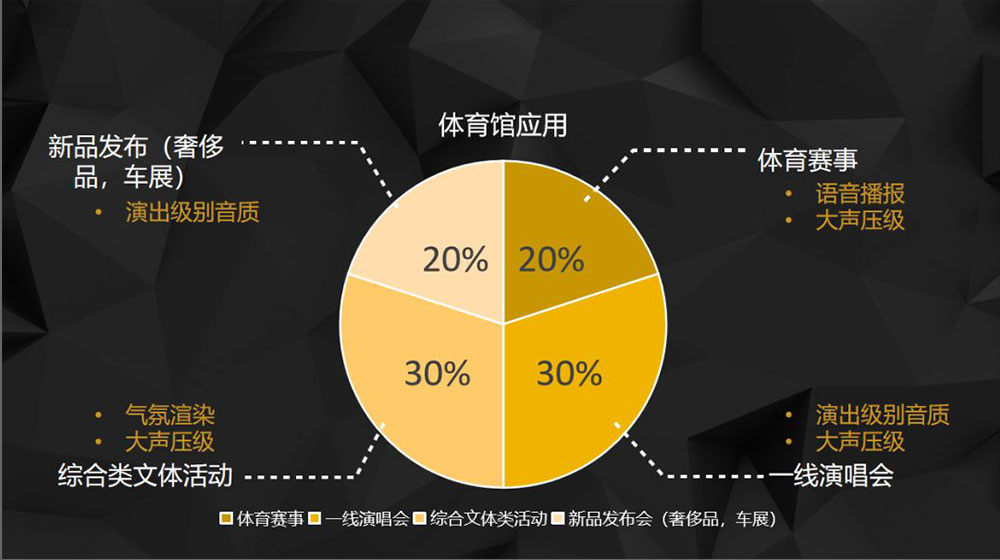 体育馆应用
新品发布（奢侈
品，车展）
• 演出级别音质
体育赛事
• 语音播报
• 大声压级
20%
20%
30%
30%
• 气氛渲染
• 大声压级
综合类文体活动
• 演出级别音质
• 大声压级
一线演唱会
体育赛事 一线演唱会 综合文体类活动 新品发布会（奢侈品，车展）